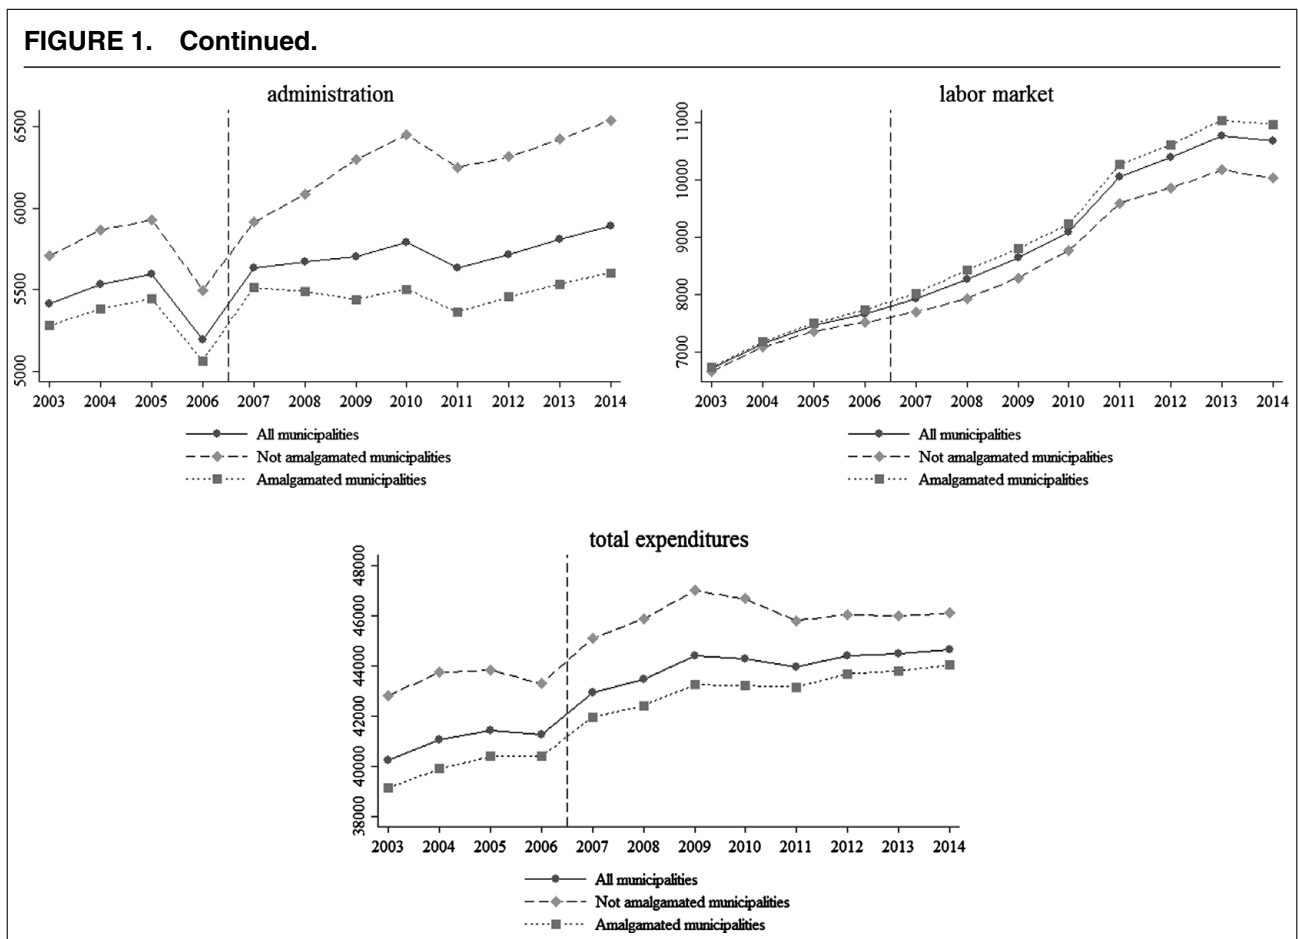 FIGURE 1. Continued.
administration
6500
6000
5500
5000
2003 2004 2005 2006 2007 2008 2009 2010 2011 2012 2013 2014
All municipalities
Not amalgamated municipalities
Amalgamated municipalities
labor market
11000
10000
9000
8000
7000
2003 2004 2005 2006 2007 2008 2009 2010 2011 2012 2013 2014
All municipalities
Not amalgamated municipalities
Amalgamated municipalities
total expenditures
48000
46000
44000
42000
40000
38000
2003 2004 2005 2006 2007 2008 2009 2010 2011 2012 2013 2014
All municipalities
Not amalgamated municipalities
Amalgamated municipalities